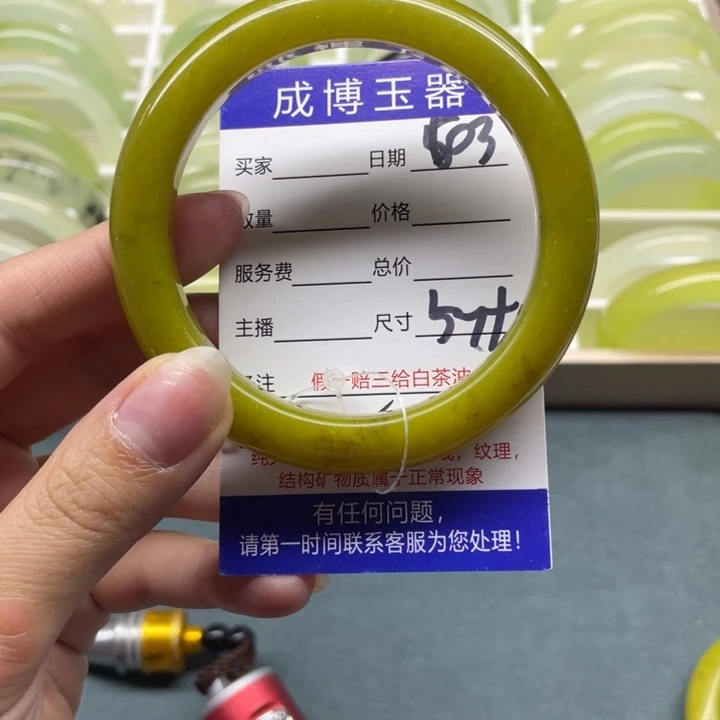 成博玉器
买家 日期 503
量 价格
服务费 总价
主播 尺寸
注 假一赔三给白茶
纹理，
结构矿物质属于正常现象
有任何问题，
请第一时间联系客服为您处理！